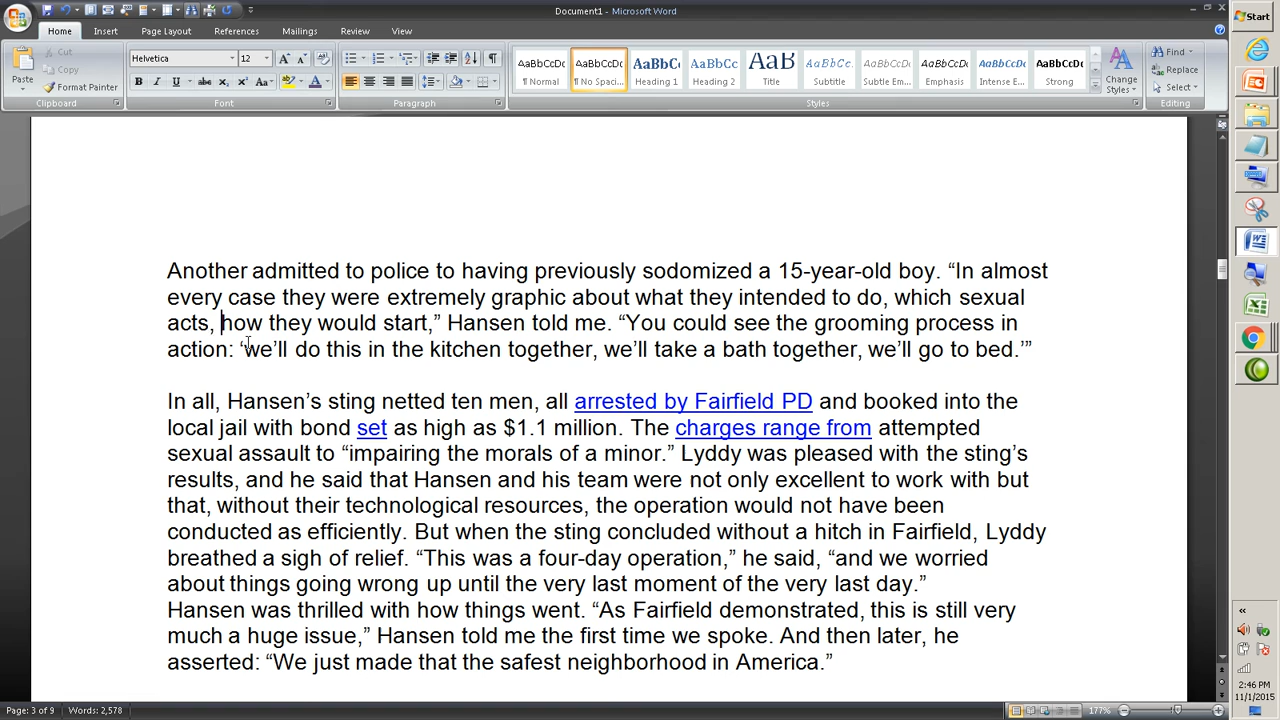 Document1 - Microsoft Word
Home Insert Page Layout References Mailings Review View
Start
Paste
Cut
Copy
Format Painter
Clipboard
Helvetica 12
Font
Paragraph
AaBbCcDc AaBbCcDc AaBbCc AaBbCc AaB AaBbCc. AaBbCcDc AaBbCcDc AaBbCcDc AaBbCcDc
¶ Normal ¶ No Spaci... Heading 1 Heading 2 Title Subtitle Subtle Em... Emphasis Intense E... Strong
Styles
Change Styles
Find
Replace
Select
Editing
Another admitted to police to having previously sodomized a 15-year-old boy. “In almost
every case they were extremely graphic about what they intended to do, which sexual
acts, how they would start,” Hansen told me. “You could see the grooming process in
action: ‘we’ll do this in the kitchen together, we’ll take a bath together, we’ll go to bed.’”
In all, Hansen’s sting netted ten men, all arrested by Fairfield PD and booked into the
local jail with bond set as high as $1.1 million. The charges range from attempted
sexual assault to “impairing the morals of a minor.” Lyddy was pleased with the sting’s
results, and he said that Hansen and his team were not only excellent to work with but
that, without their technological resources, the operation would not have been
conducted as efficiently. But when the sting concluded without a hitch in Fairfield, Lyddy
breathed a sigh of relief. “This was a four-day operation,” he said, “and we worried
about things going wrong up until the very last moment of the very last day.”
Hansen was thrilled with how things went. “As Fairfield demonstrated, this is still very
much a huge issue,” Hansen told me the first time we spoke. And then later, he
asserted: “We just made that the safest neighborhood in America.”
2:46 PM
11/1/2015
Page: 3 of 9 Words: 2,578
177%